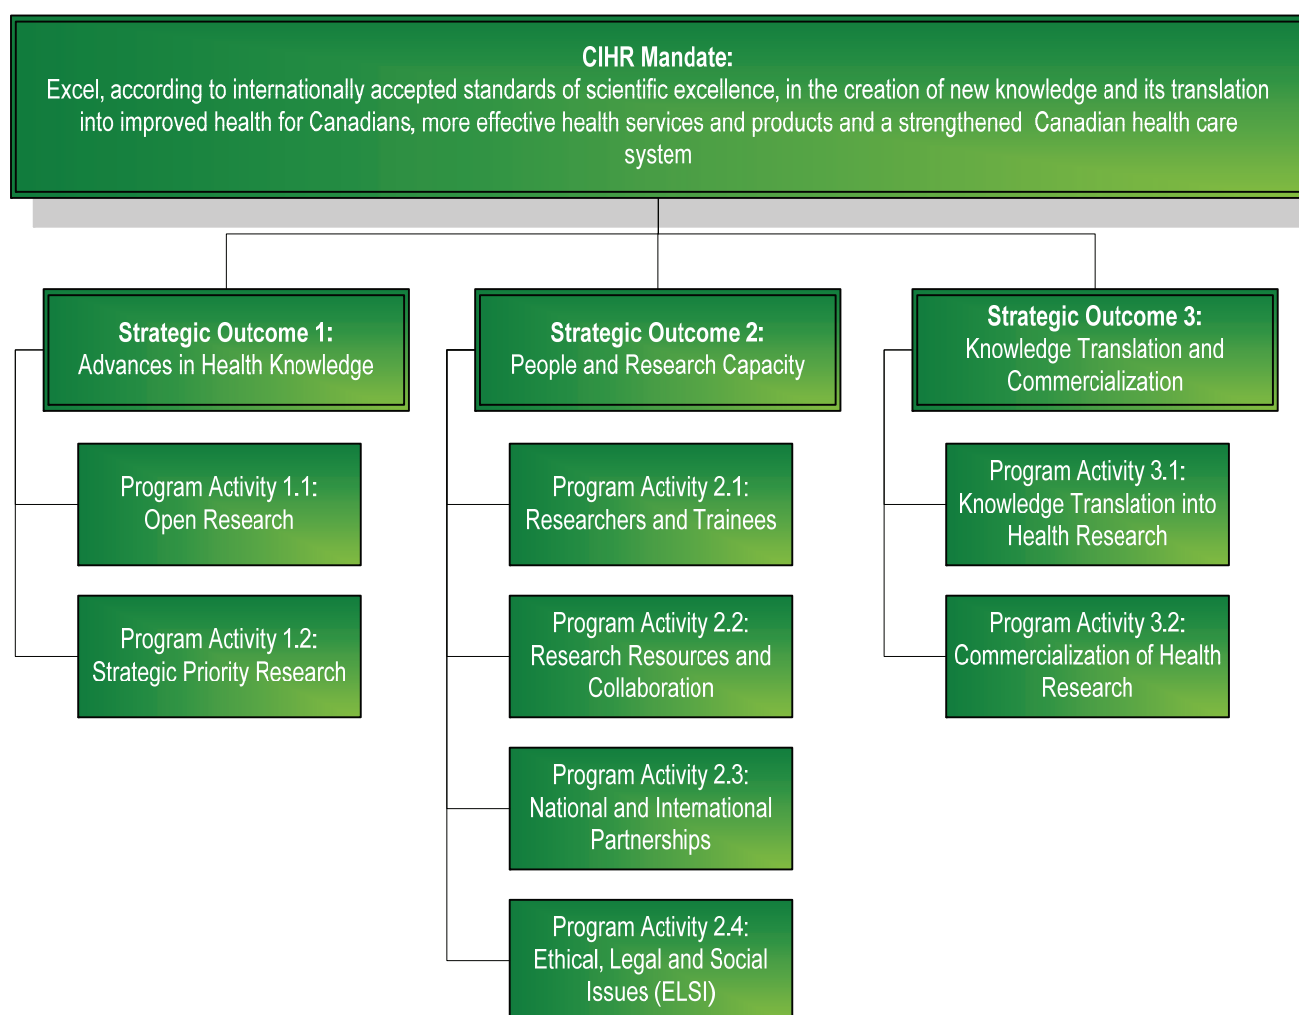 CIHR Mandate:
Excel, according to internationally accepted standards of scientific excellence, in the creation of new knowledge and its translation
into improved health for Canadians, more effective health services and products and a strengthened Canadian health care
system
Strategic Outcome 1:
Advances in Health Knowledge
Program Activity 1.1:
Open Research
Program Activity 1.2:
Strategic Priority Research
Strategic Outcome 2:
People and Research Capacity
Program Activity 2.1:
Researchers and Trainees
Program Activity 2.2:
Research Resources and
Collaboration
Program Activity 2.3:
National and International
Partnerships
Program Activity 2.4:
Ethical, Legal and Social
Issues (ELSI)
Strategic Outcome 3:
Knowledge Translation and
Commercialization
Program Activity 3.1:
Knowledge Translation into
Health Research
Program Activity 3.2:
Commercialization of Health
Research